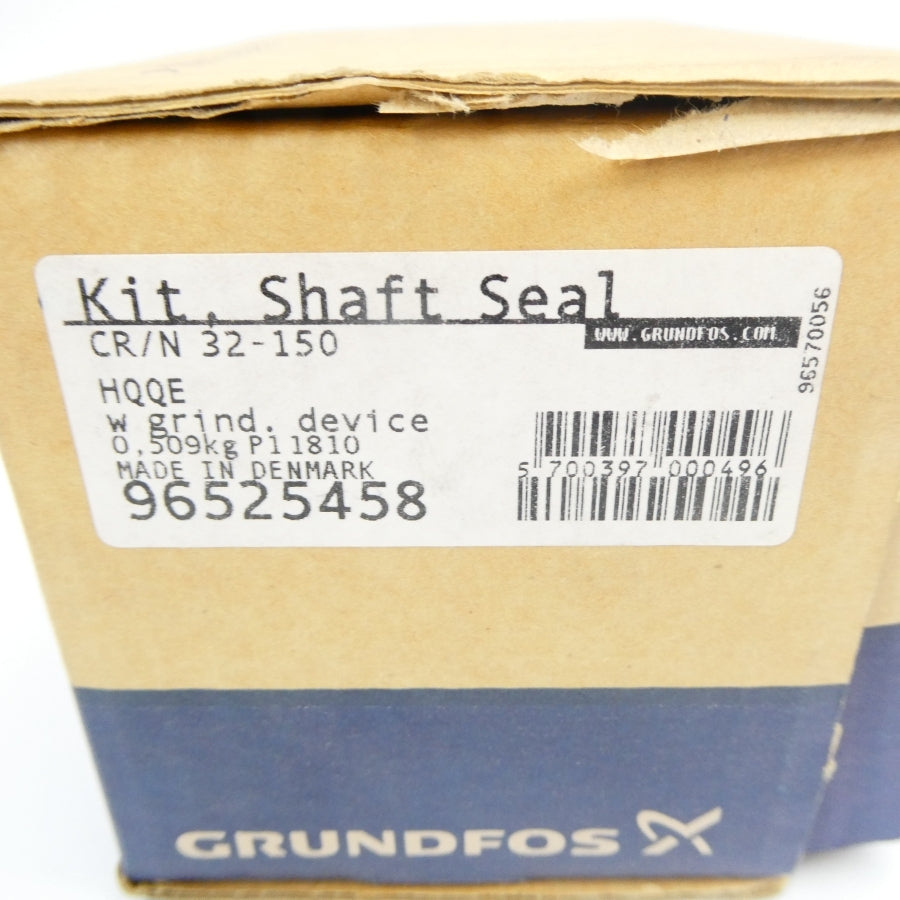 Kit, Shaft Seal
WWW.GRUNDFOS.COM
CR/N 32-150
96570056
HQQE
w grind. device
0,509kg P11810
MADE IN DENMARK
96525458
5 700397 000496
GRUNDFOS